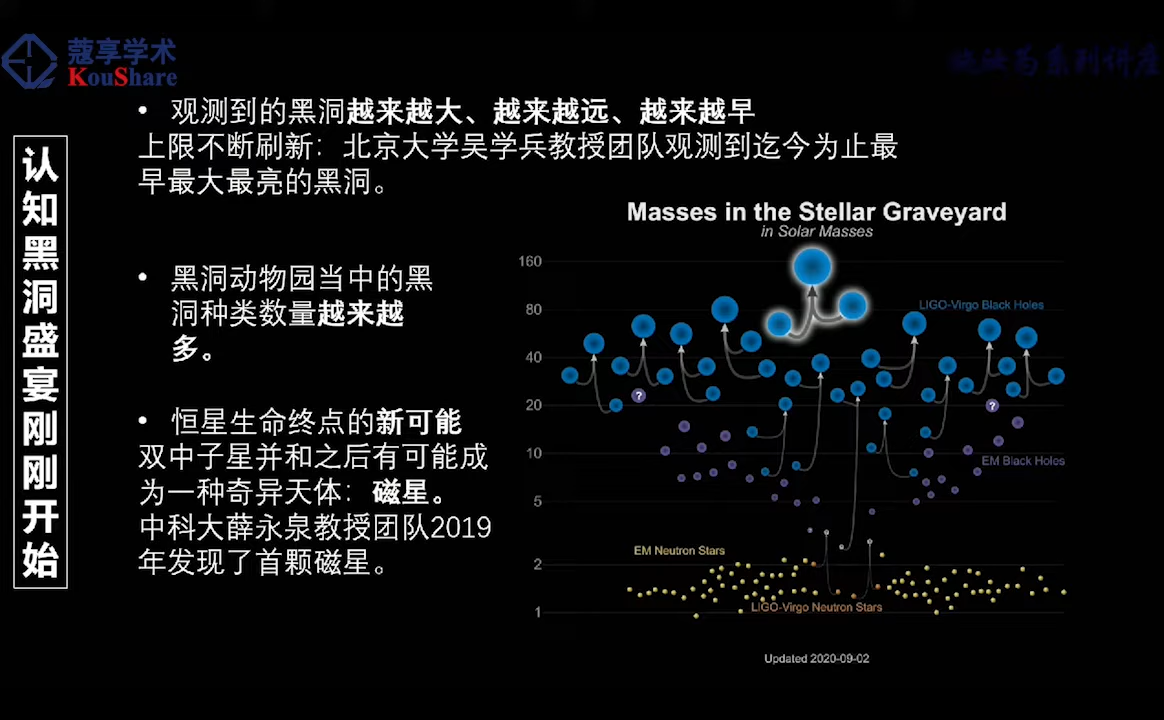 蔻享学术
KouShare
认知黑洞盛宴刚刚开始
• 观测到的黑洞越来越大、越来越远、越来越早
上限不断刷新：北京大学吴学兵教授团队观测到迄今为止最
早最大最亮的黑洞。
• 黑洞动物园当中的黑
洞种类数量越来越
多。
• 恒星生命终点的新可能
双中子星并和之后有可能成
为一种奇异天体：磁星。
中科大薛永泉教授团队2019
年发现了首颗磁星。
Masses in the Stellar Graveyard
in Solar Masses
160
80
LIGO-Virgo Black Holes
40
20
?
?
10
EM Black Holes
5
EM Neutron Stars
2
LIGO-Virgo Neutron Stars
1
Updated 2020-09-02